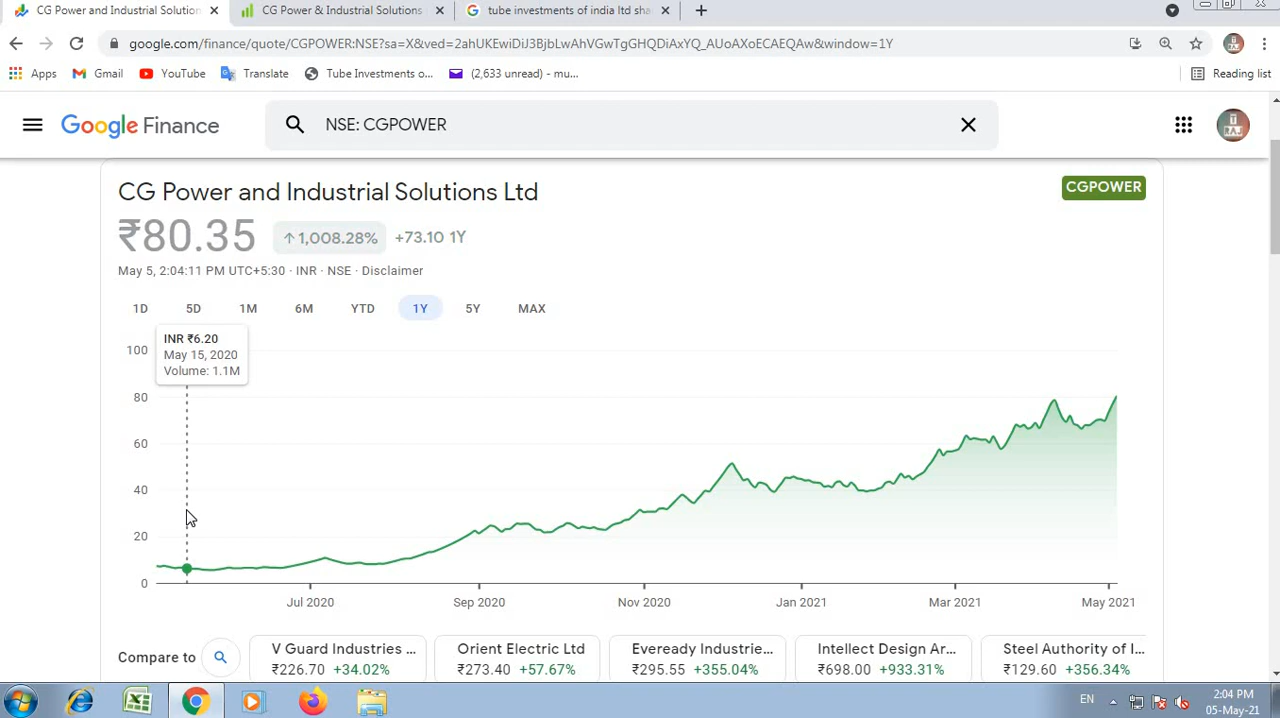 CG Power and Industrial Solution
CG Power & Industrial Solutions
tube investments of india ltd sha
google.com/finance/quote/CGPOWER:NSE?sa=X&ved=2ahUKEwiDiJ3JjbLwAhVGwTgGHQDiAxYQ_AUoAXoECAEQAw&window=1Y
Apps
Gmail
YouTube
Translate
Tube Investments o...
(2,633 unread) - mu...
Reading list
Google Finance
NSE: CGPOWER
CG Power and Industrial Solutions Ltd
CGPOWER
₹80.35
↑ 1,008.28%
+73.10 1Y
May 5, 2:04:11 PM UTC+5:30 · INR · NSE · Disclaimer
1D 5D 1M 6M YTD 1Y 5Y MAX
INR ₹6.20
May 15, 2020
Volume: 1.1M
100
80
60
40
20
0
Jul 2020 Sep 2020 Nov 2020 Jan 2021 Mar 2021 May 2021
Compare to
V Guard Industries ...
₹226.70 +34.02%
Orient Electric Ltd
₹273.40 +57.67%
Eveready Industrie...
₹295.55 +355.04%
Intellect Design Ar...
₹698.00 +933.31%
Steel Authority of I...
₹129.60 +356.34%
EN
2:04 PM
05-May-21